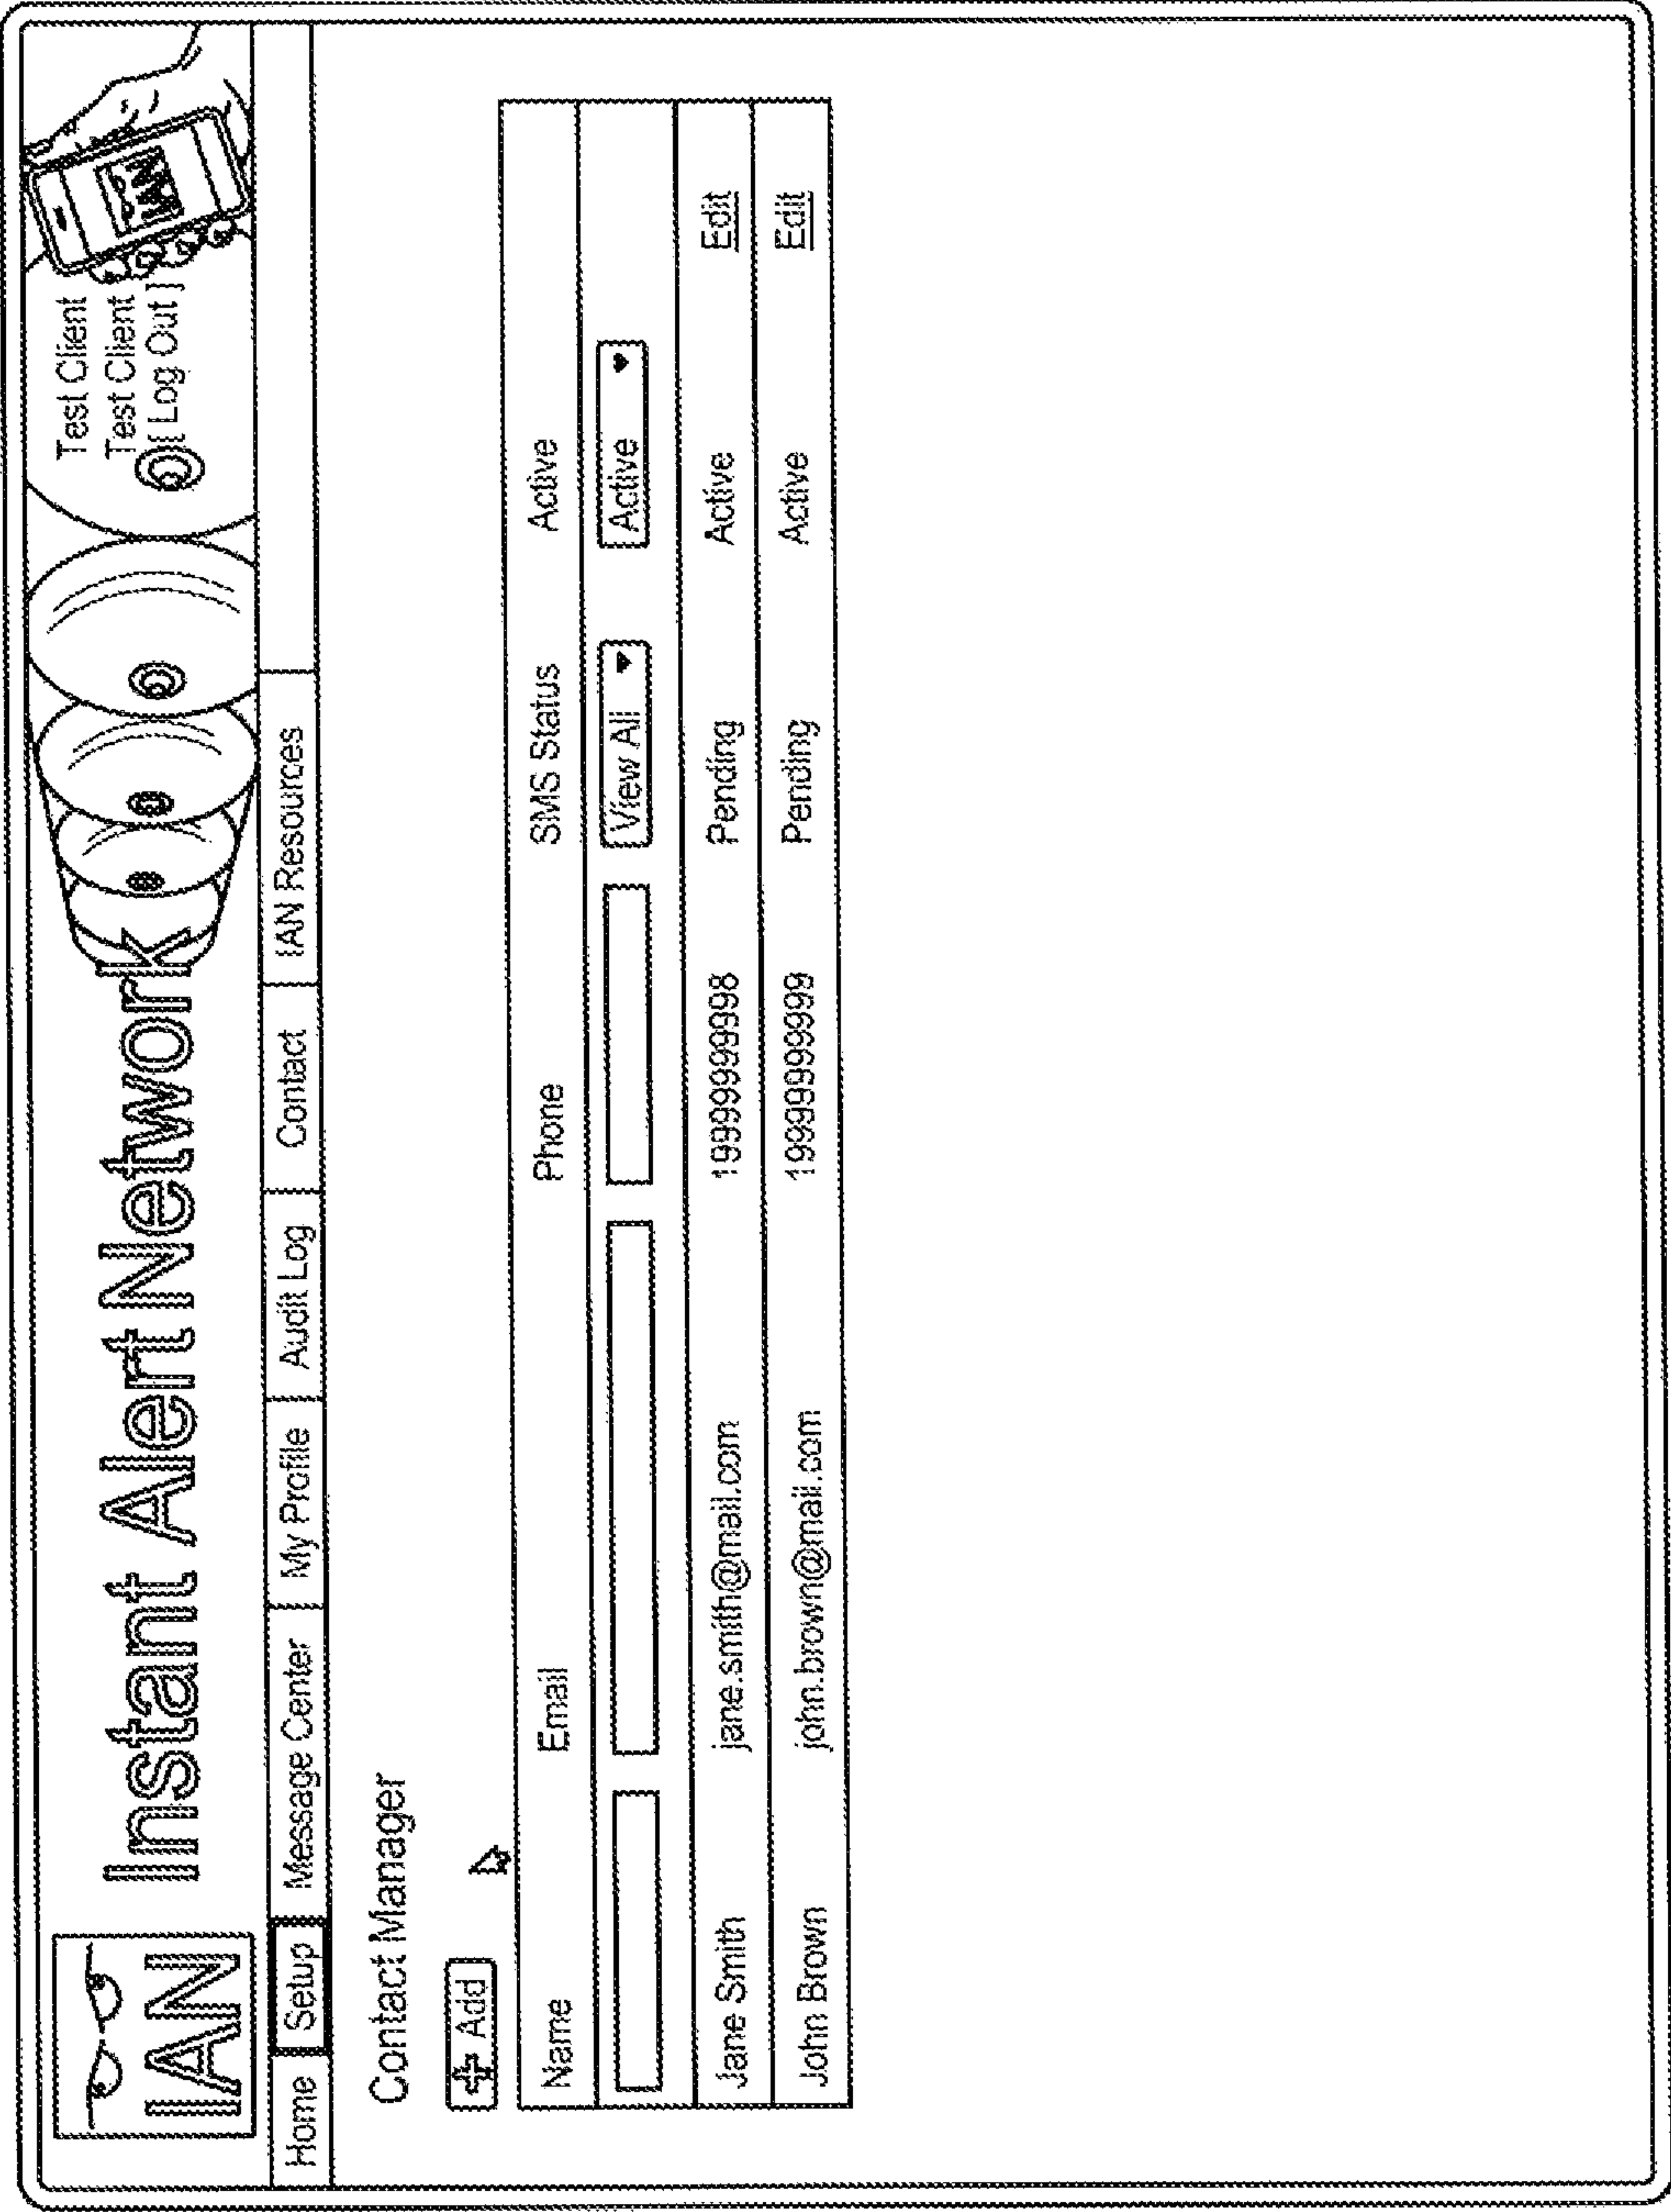 IAN Instant Alert Network
Test Client
Test Client
[ Log Out ]
IAN
Home Setup Message Center My Profile Audit Log Contact IAN Resources
Contact Manager
Add
Name Email Phone SMS Status Active
View All Active
Jane Smith jane.smith@mail.com 19999999998 Pending Active Edit
John Brown john.brown@mail.com 19999999999 Pending Active Edit